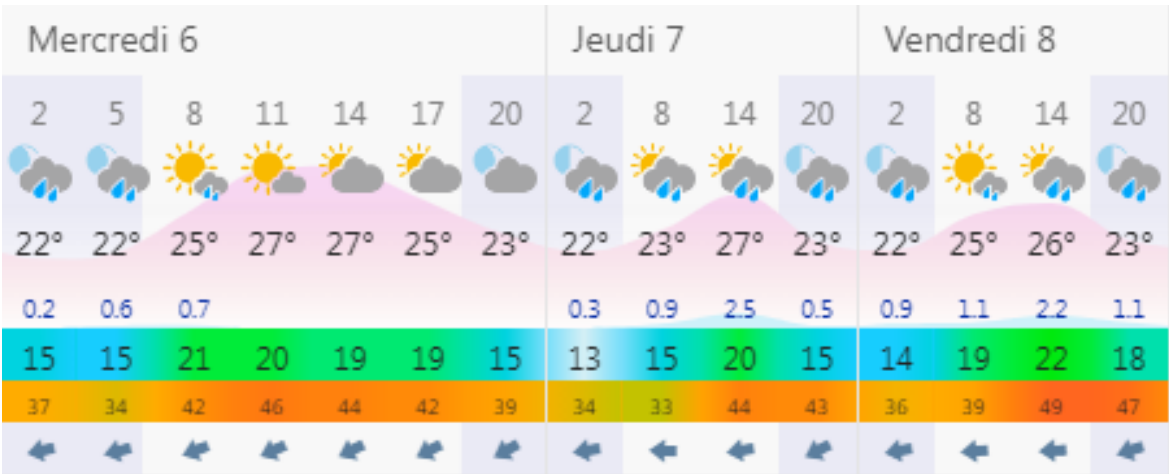 Mercredi 6 Jeudi 7 Vendredi 8
2 5 8 11 14 17 20 2 8 14 20 2 8 14 20
22° 22° 25° 27° 27° 25° 23° 22° 23° 27° 23° 22° 25° 26° 23°
0.2 0.6 0.7 0.3 0.9 2.5 0.5 0.9 1.1 2.2 1.1
15 15 21 20 19 19 15 13 15 20 15 14 19 22 18
37 34 42 46 44 42 39 34 33 44 43 36 39 49 47